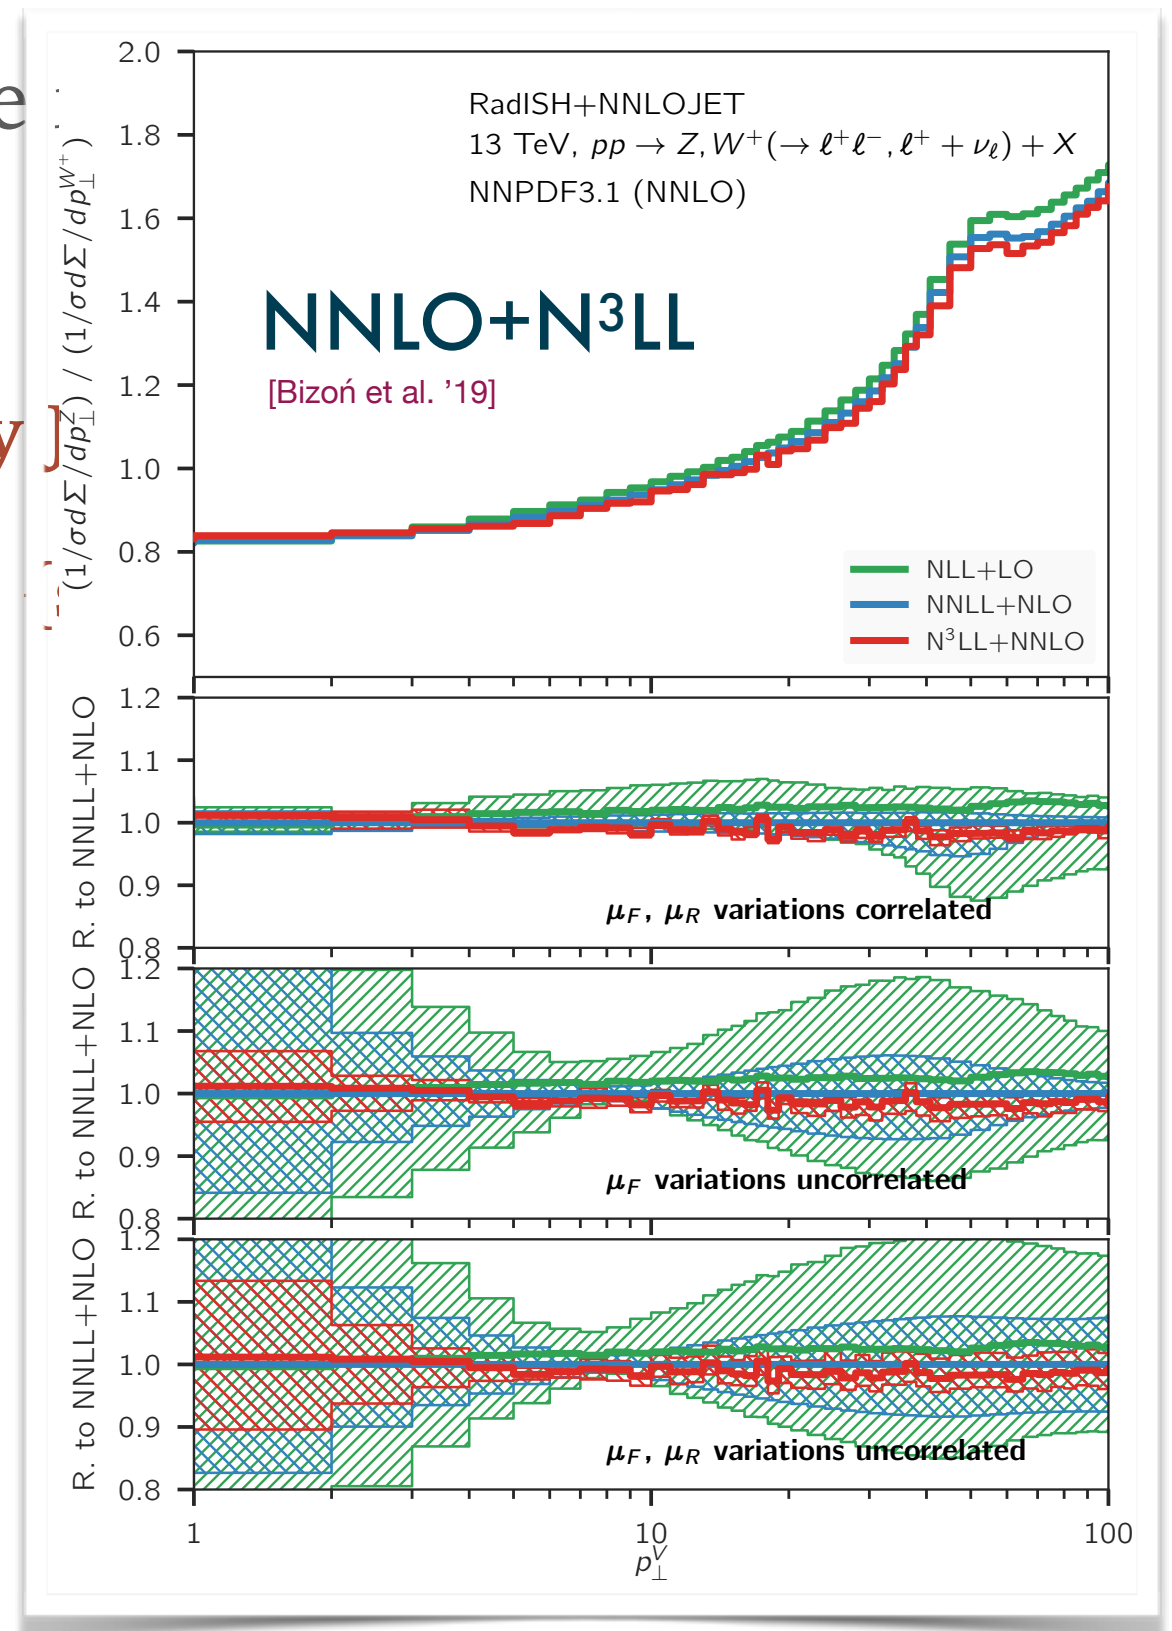 2.0
1.8
1.6
1.4
1.2
1.0
0.8
0.6
(1/σdΣ/dp⊥^Z) / (1/σdΣ/dp⊥^{W⁺})
RadISH+NNLOJET
13 TeV, pp → Z, W⁺(→ ℓ⁺ℓ⁻, ℓ⁺ + νℓ) + X
NNPDF3.1 (NNLO)
NNLO+N³LL
[Bizoń et al. '19]
NLL+LO
NNLL+NLO
N³LL+NNLO
R. to NNLL+NLO
1.2
1.1
1.0
0.9
0.8
μF, μR variations correlated
R. to NNLL+NLO
1.2
1.1
1.0
0.9
0.8
μF variations uncorrelated
R. to NNLL+NLO
1.2
1.1
1.0
0.9
0.8
μF, μR variations uncorrelated
1
10
100
p⊥^V